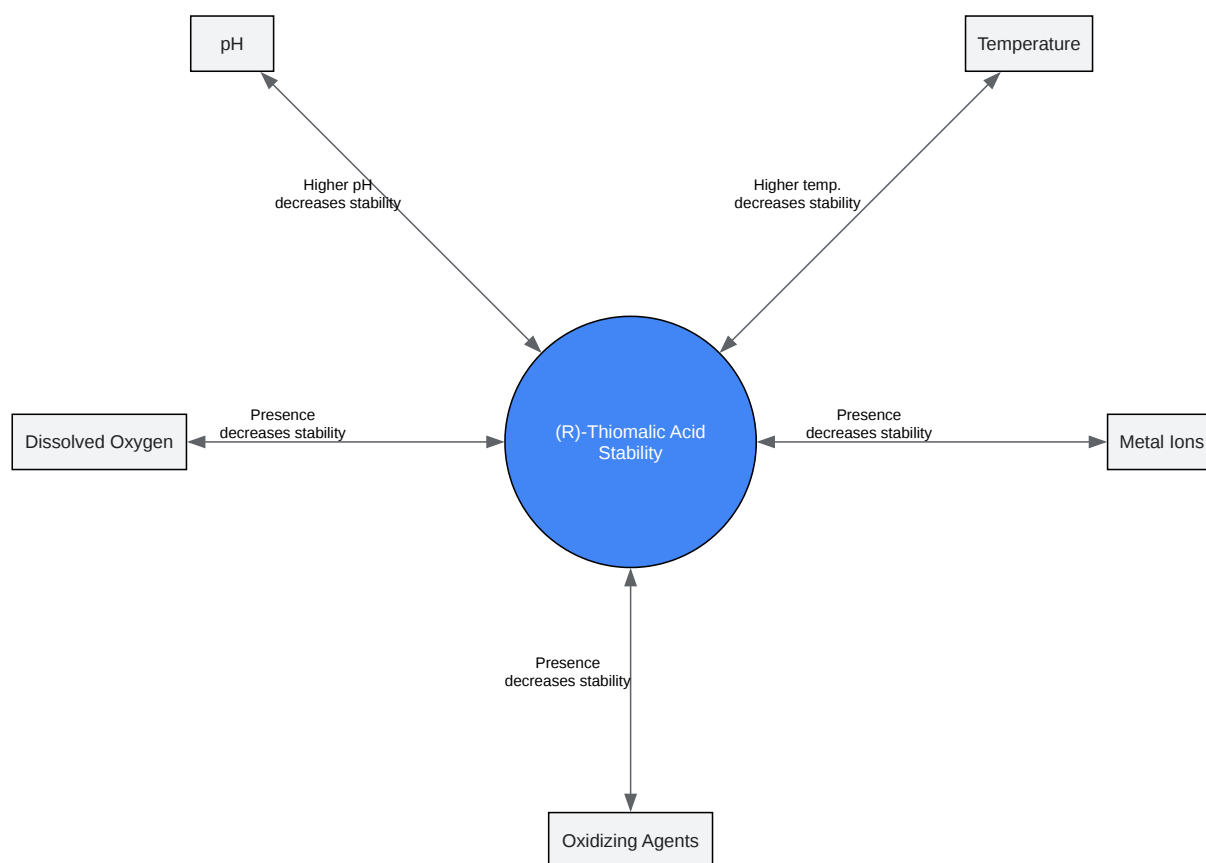 pH
Temperature
Higher pH
decreases stability
Higher temp.
decreases stability
Dissolved Oxygen
Presence
decreases stability
(R)-Thiomalic Acid
Stability
Presence
decreases stability
Metal Ions
Presence
decreases stability
Oxidizing Agents